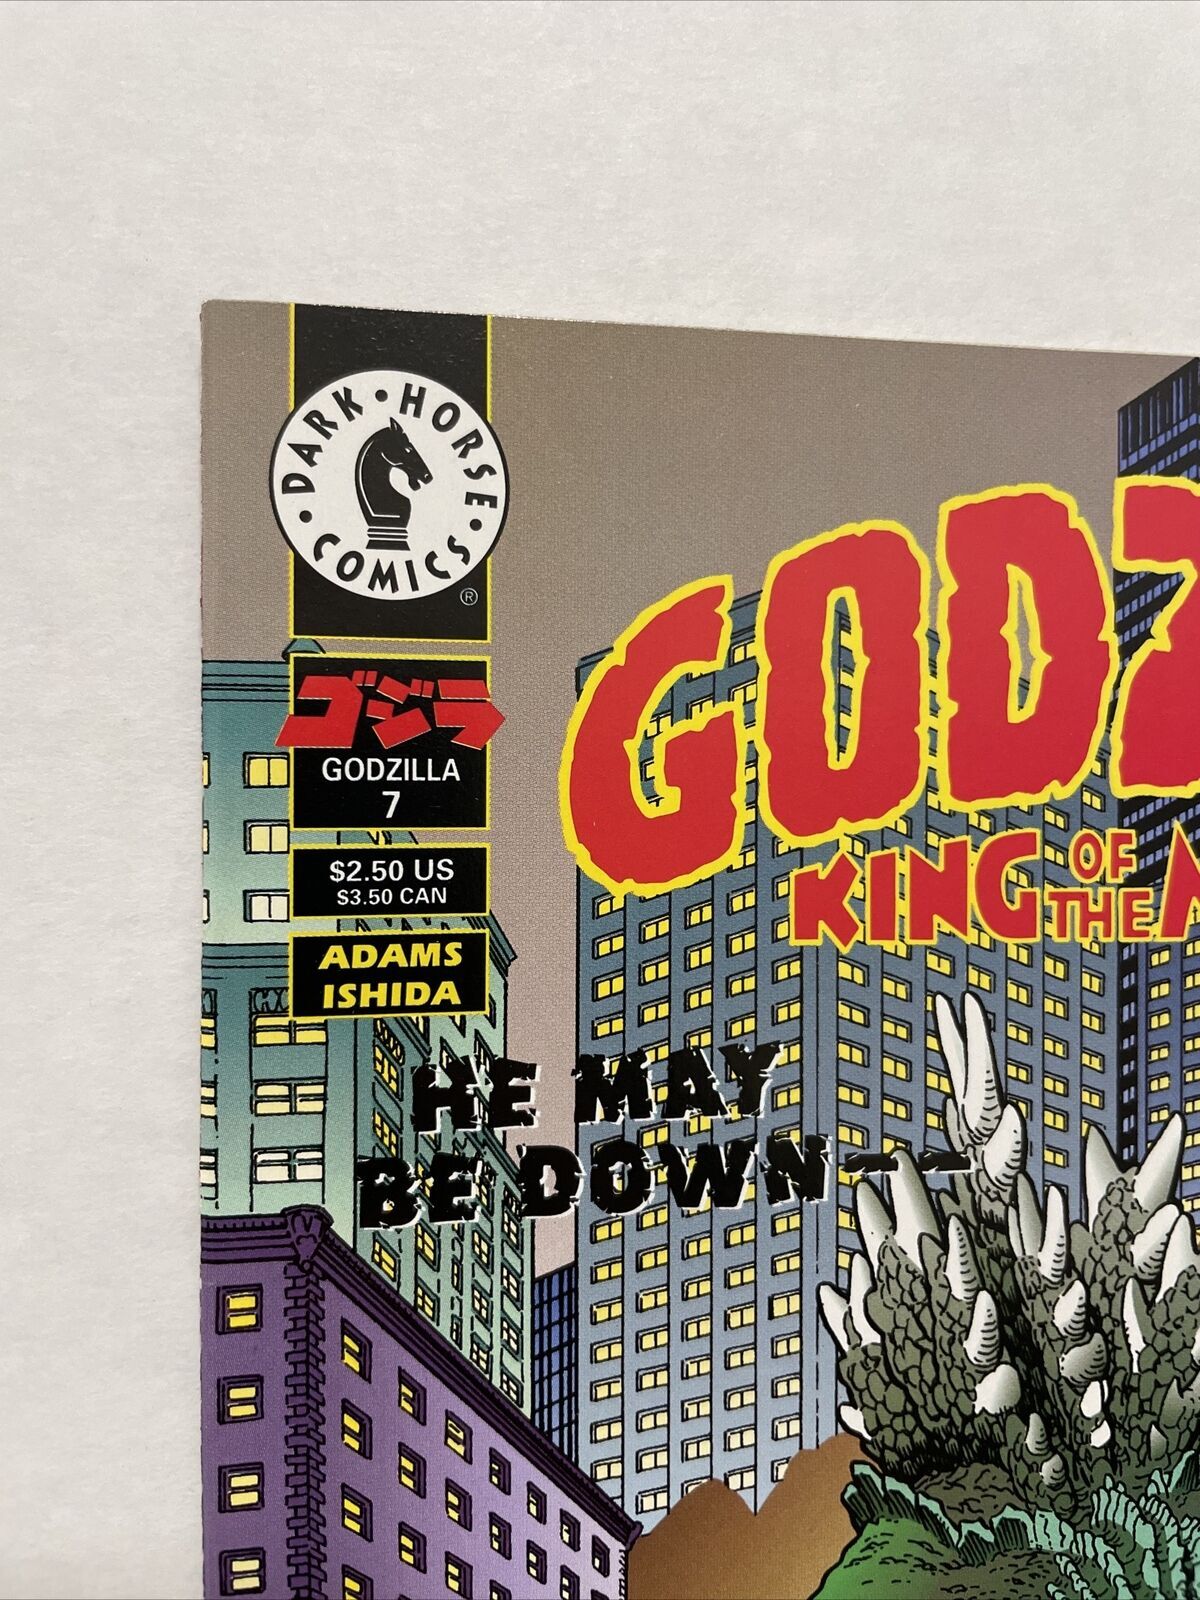 DARK • HORSE • COMICS •
®
ゴジラ
GODZILLA
7
$2.50 US
$3.50 CAN
ADAMS
ISHIDA
GODZ
KING OF THE
HE MAY
BE DOWN--